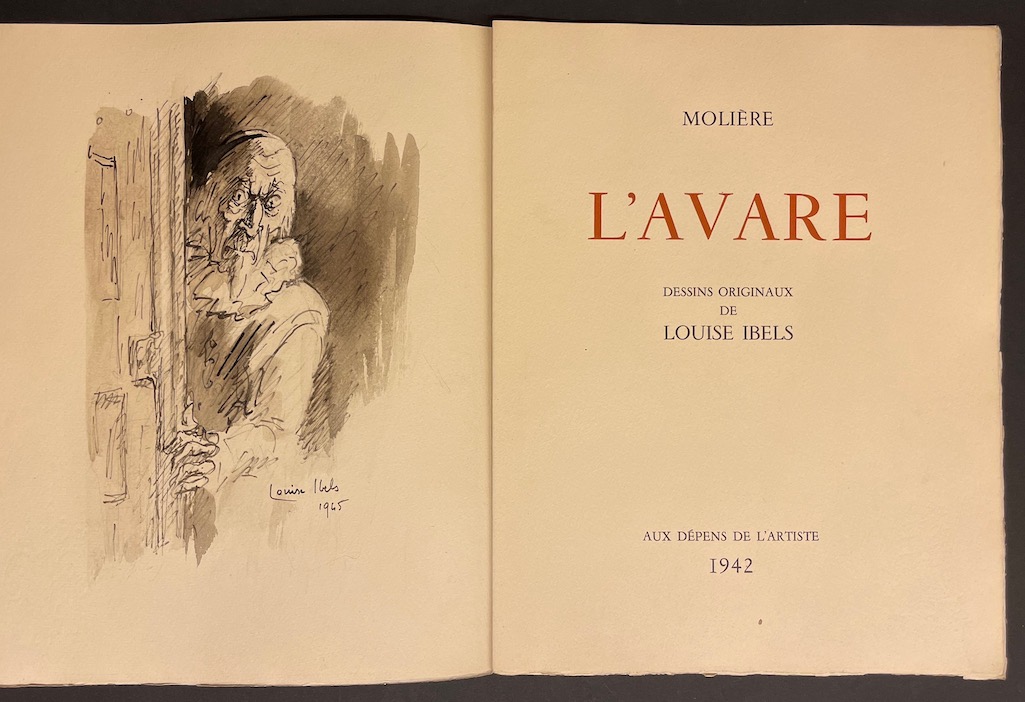 Louise Ibels
1945
MOLIÈRE
L'AVARE
DESSINS ORIGINAUX
DE
LOUISE IBELS
AUX DÉPENS DE L'ARTISTE
1942